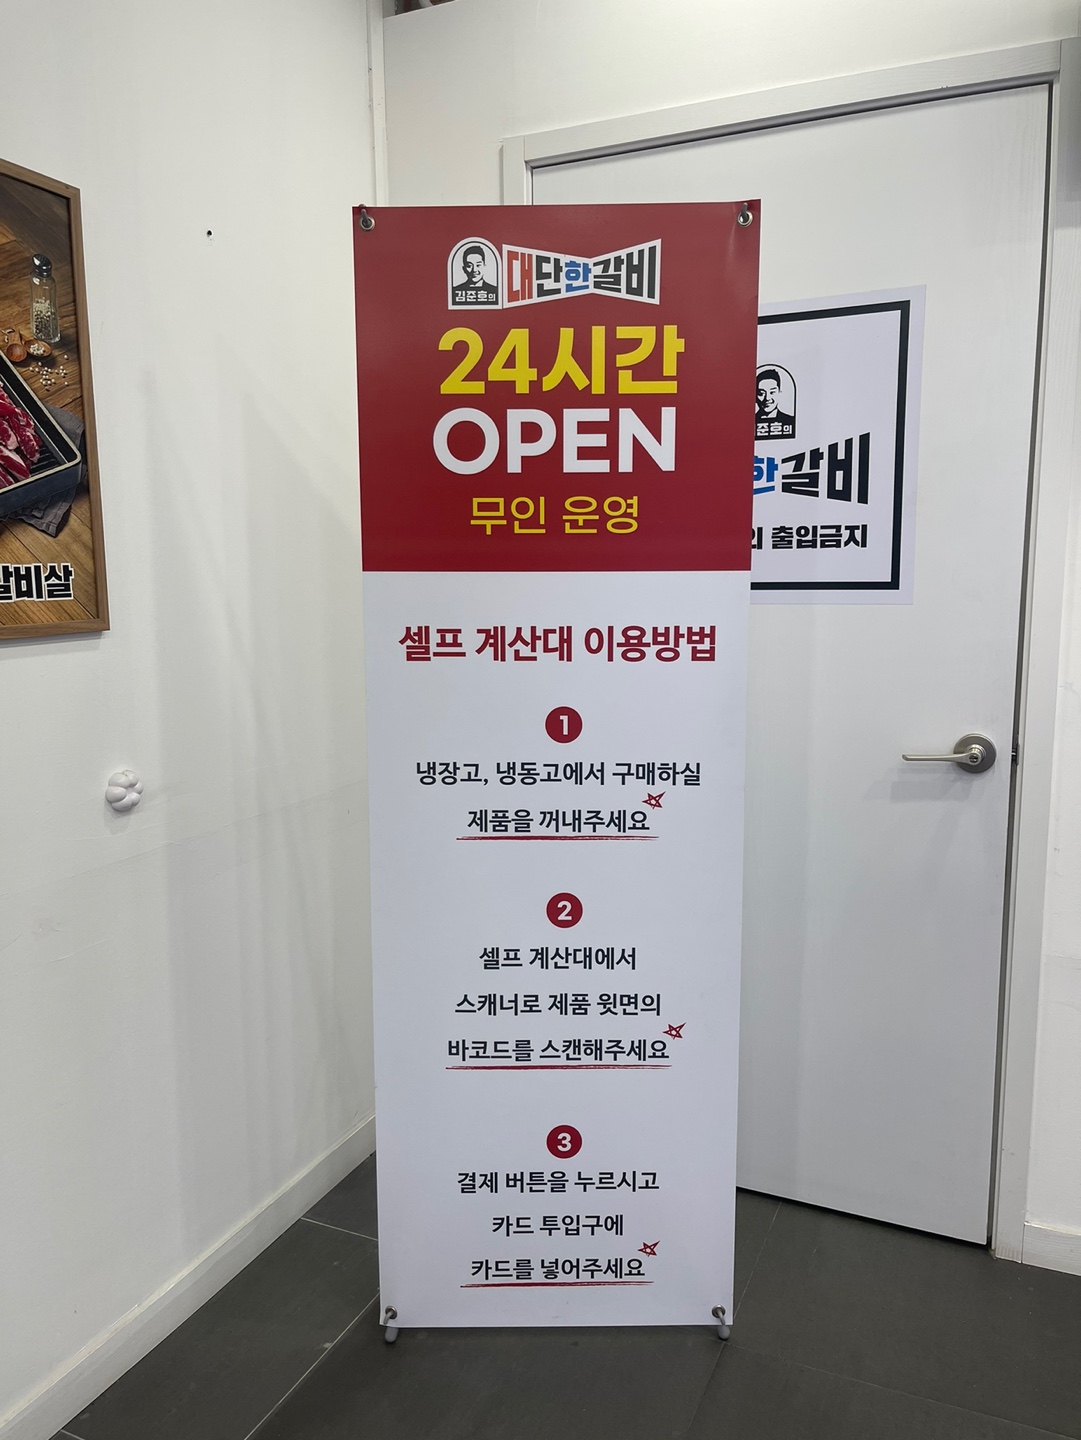 김준호의 대단한갈비
24시간
OPEN
무인 운영
셀프 계산대 이용방법
1
냉장고, 냉동고에서 구매하실
제품을 꺼내주세요
2
셀프 계산대에서
스캐너로 제품 윗면의
바코드를 스캔해주세요
3
결제 버튼을 누르시고
카드 투입구에
카드를 넣어주세요
준호의
한갈비
출입금지
갈비살